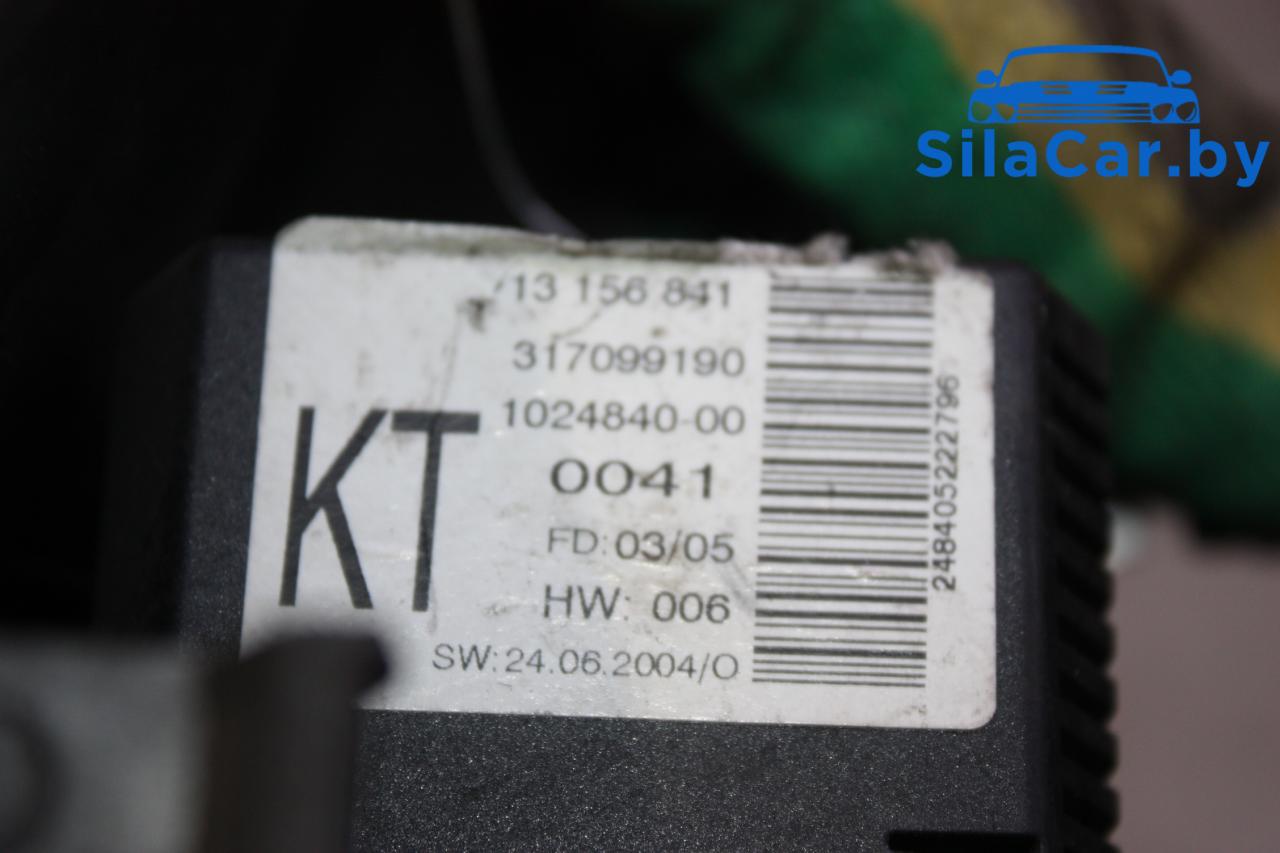 SilaCar.by
13 156 841
317099190
1024840-00
KT
0041
FD: 03/05
HW: 006
SW: 24.06.2004/O
248405222796